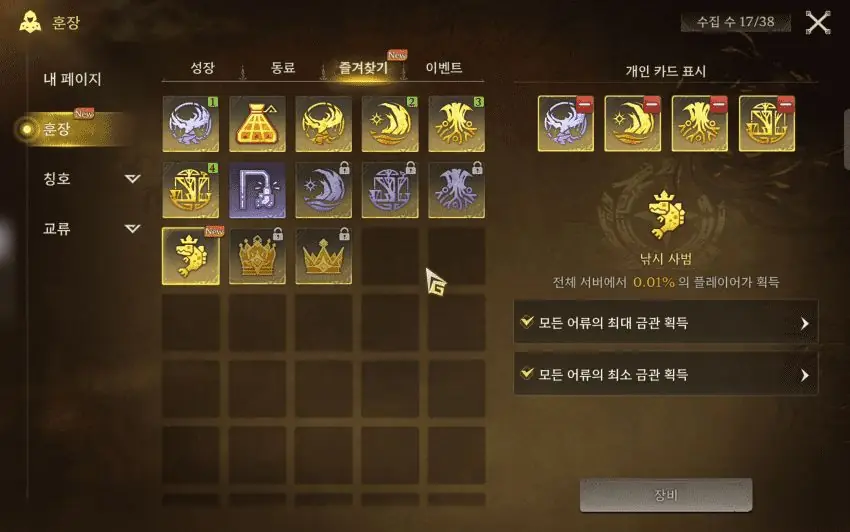 훈장
수집 수 17/38
내 페이지
훈장
New
칭호
교류
성장
동료
즐겨찾기
New
이벤트
1
2
3
4
New
개인 카드 표시
낚시 사범
전체 서버에서 0.01% 의 플레이어가 획득
모든 어류의 최대 금관 획득
모든 어류의 최소 금관 획득
장비